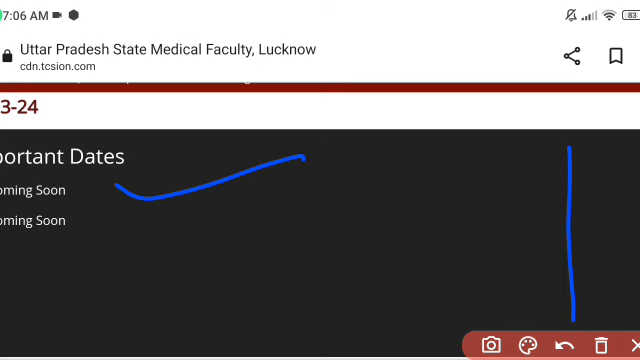 7:06 AM
83
Uttar Pradesh State Medical Faculty, Lucknow
cdn.tcsion.com
3-24
portant Dates
oming Soon
oming Soon